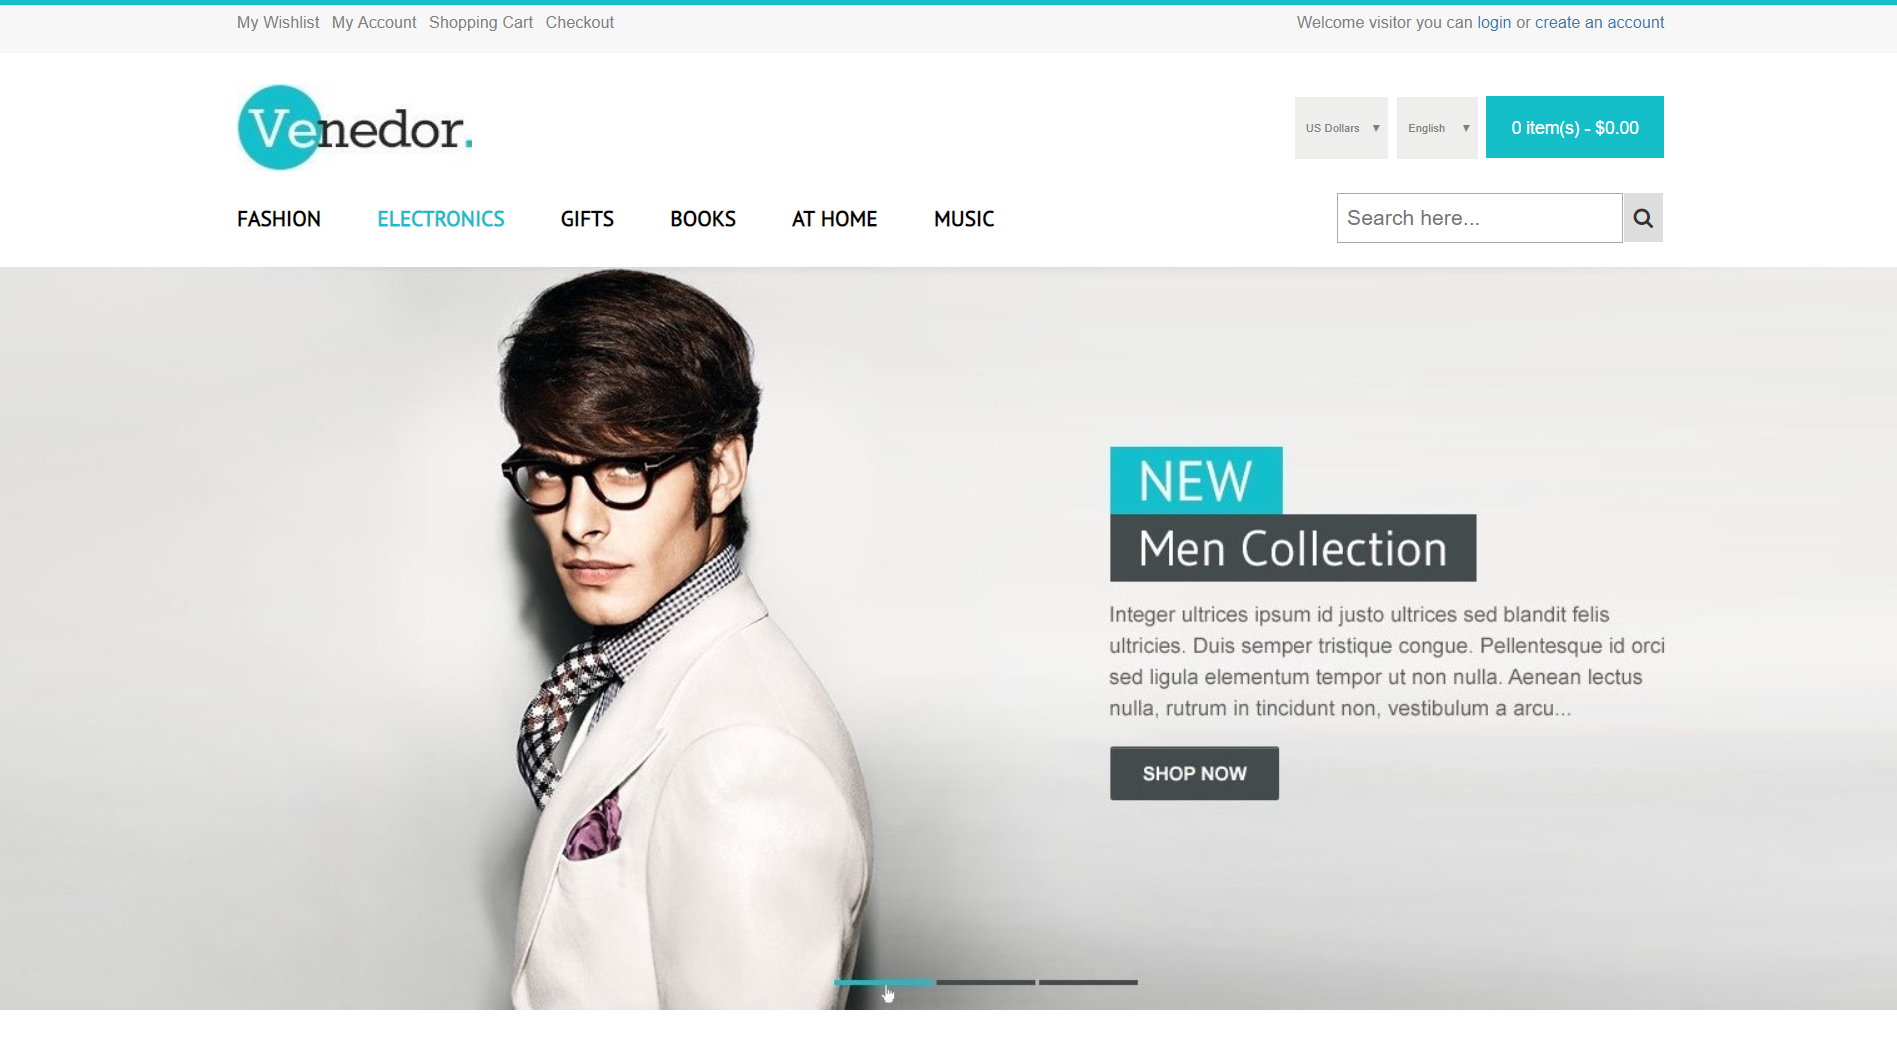 My Wishlist My Account Shopping Cart Checkout
Welcome visitor you can login or create an account
Venedor.
US Dollars ▼
English ▼
0 item(s) - $0.00
FASHION ELECTRONICS GIFTS BOOKS AT HOME MUSIC
Search here...
NEW
Men Collection
Integer ultrices ipsum id justo ultrices sed blandit felis
ultricies. Duis semper tristique congue. Pellentesque id orci
sed ligula elementum tempor ut non nulla. Aenean lectus
nulla, rutrum in tincidunt non, vestibulum a arcu...
SHOP NOW